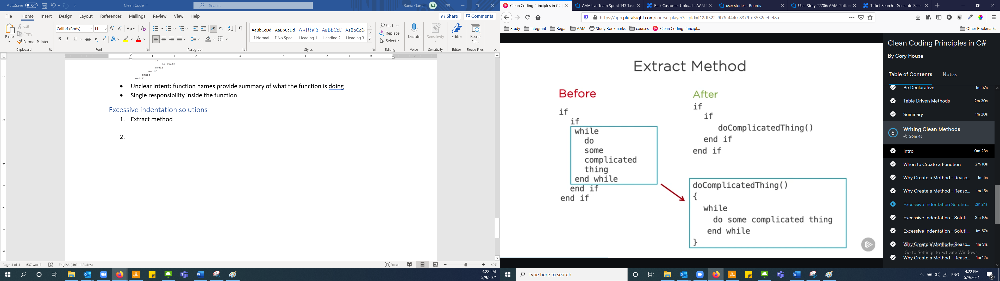 AutoSave Off Clean Code Search Rania Gamal RG
File Home Insert Design Layout References Mailings Review View Help Share Comments
Paste Cut Copy Format Painter
Calibri (Body) 11
AaBbCcDd AaBbCcDd AaBbC( AaBbCcC AaBbCcD
¶ Normal ¶ No Spac... Heading 1 Heading 2 Heading 3
Find Replace Select
Dictate Sensitivity Editor Reuse Files
Clipboard Font Paragraph Styles Editing Voice Sensitivity Editor Reuse Files
do stuff
endif
endif
endif
endif
• Unclear intent: function names provide summary of what the function is doing
• Single responsibility inside the function
Excessive indentation solutions
1. Extract method
2.
Page 4 of 4 637 words English (United States) Focus 140%
4:22 PM
5/9/2021
Clean Coding Principles in C# AAMLive Team Sprint 143 Task Bulk Customer Upload - AAM user stories - Boards User Story 22706: AAM Platfor Ticket Search - Generate Sales
https://app.pluralsight.com/course-player?clipId=f12df522-9f76-4440-8379-d3532eebef8a
Study Integrant Regal AAM Study Bookmarks courses Clean Coding Principl... Other Bookmarks
Extract Method
Before
if
if
while
do
some
complicated
thing
end while
end if
end if
After
if
if
doComplicatedThing()
end if
end if
doComplicatedThing()
{
while
do some complicated thing
end while
}
Clean Coding Principles in C#
By Cory House
Table of Contents Notes
Be Declarative 1m 57s
Table Driven Methods 2m 30s
Summary 1m 20s
6 Writing Clean Methods
26m 4s
Intro 0m 28s
When to Create a Function 2m 10s
Why Create a Method - Reaso... 1m 5s
Why Create a Method - Reaso... 1m 15s
Excessive Indentation Solutio... 2m 24s
Excessive Indentation - Soluti... 2m 10s
Excessive Indentation - Soluti... 1m 57s
Why Create a Method - Reaso... 1m 31s
Activate Windows
Go to Settings to activate Windows.
Why Create a Method - Reaso... 1m 12s
Type here to search
ENG
4:22 PM
5/9/2021
2